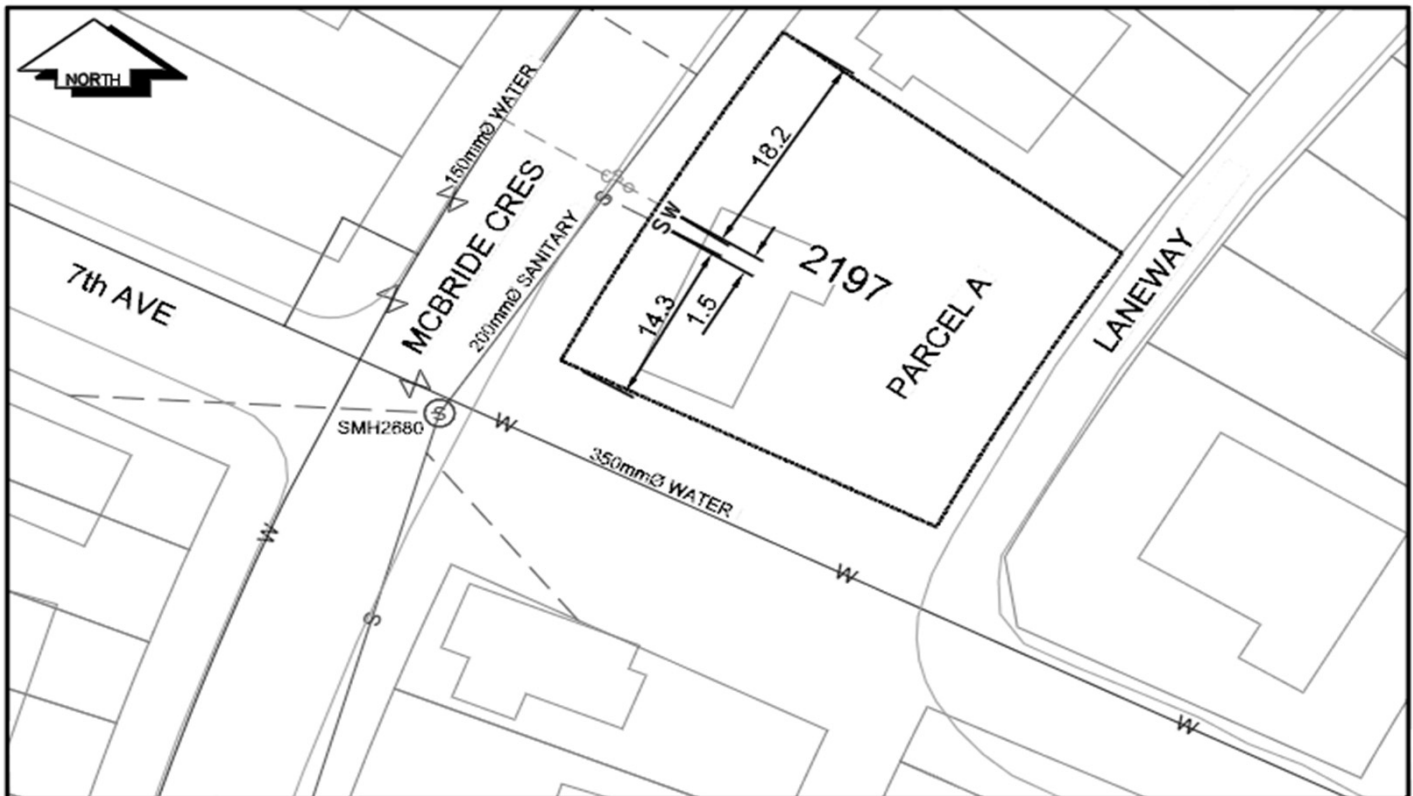 NORTH
150mmØ WATER
MCBRIDE CRES
200mmØ SANITARY
7th AVE
S W
18.2
14.3
1.5
2197
PARCEL A
LANEWAY
S
S
SMH2680
W
350mmØ WATER
W
W
S
W